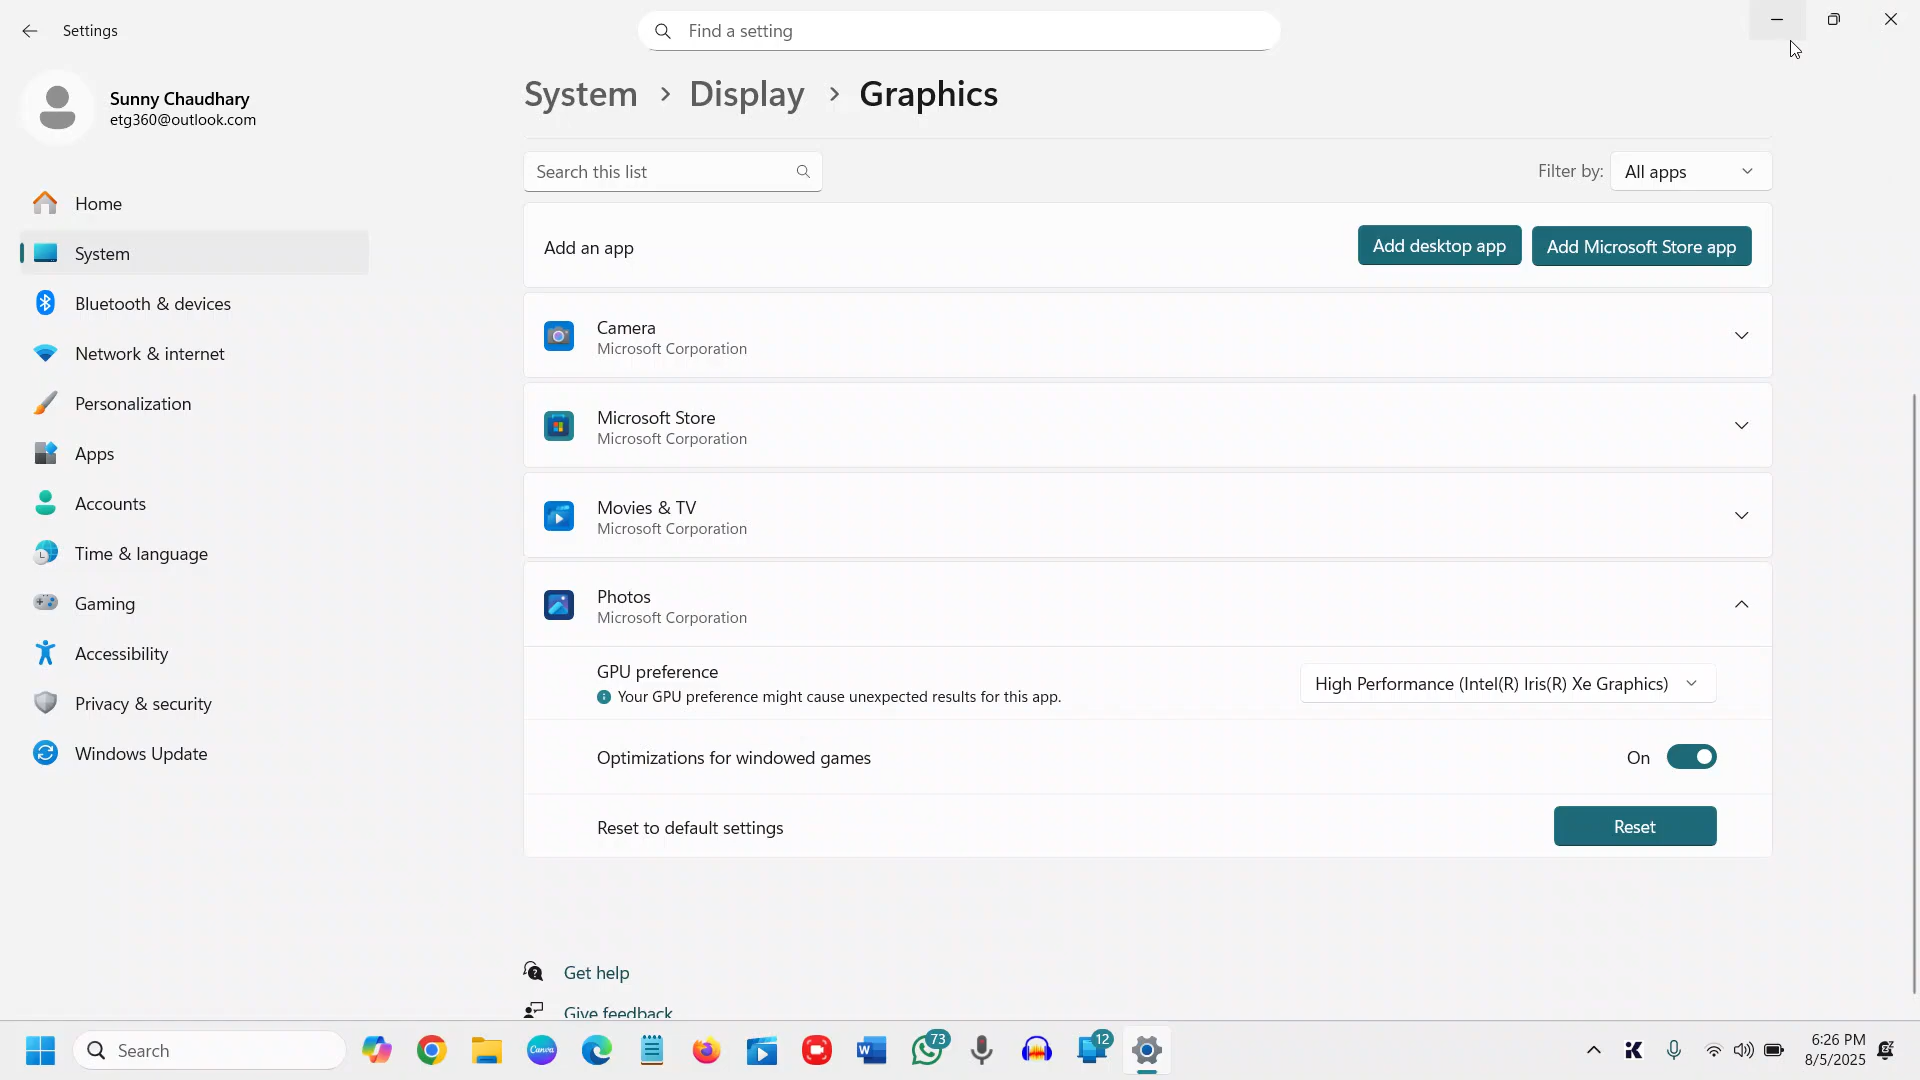 Settings
Find a setting
Sunny Chaudhary
etg360@outlook.com
System > Display > Graphics
Search this list
Filter by: All apps
Home
System
Bluetooth & devices
Network & internet
Personalization
Apps
Accounts
Time & language
Gaming
Accessibility
Privacy & security
Windows Update
Add an app
Add desktop app
Add Microsoft Store app
Camera
Microsoft Corporation
Microsoft Store
Microsoft Corporation
Movies & TV
Microsoft Corporation
Photos
Microsoft Corporation
GPU preference
Your GPU preference might cause unexpected results for this app.
High Performance (Intel(R) Iris(R) Xe Graphics)
Optimizations for windowed games
On
Reset to default settings
Reset
Get help
Give feedback
Search
Canva
73
12
6:26 PM
8/5/2025